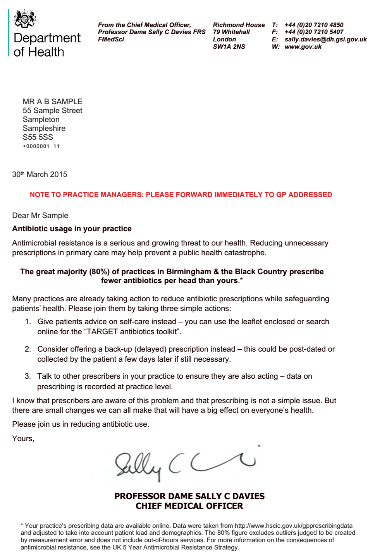 Department
of Health
From the Chief Medical Officer,
Professor Dame Sally C Davies FRS
FMedSci
Richmond House
79 Whitehall
London
SW1A 2NS
T: +44 (0)20 7210 4850
F: +44 (0)20 7210 5407
E: sally.davies@dh.gsi.gov.uk
W: www.gov.uk
MR A B SAMPLE
55 Sample Street
Sampleton
Sampleshire
S55 5SS
*0000001 11
30th March 2015
NOTE TO PRACTICE MANAGERS: PLEASE FORWARD IMMEDIATELY TO GP ADDRESSED
Dear Mr Sample
Antibiotic usage in your practice
Antimicrobial resistance is a serious and growing threat to our health. Reducing unnecessary
prescriptions in primary care may help prevent a public health catastrophe.
The great majority (80%) of practices in Birmingham & the Black Country prescribe
fewer antibiotics per head than yours.*
Many practices are already taking action to reduce antibiotic prescriptions while safeguarding
patients' health. Please join them by taking three simple actions:
1. Give patients advice on self-care instead – you can use the leaflet enclosed or search
online for the "TARGET antibiotics toolkit".
2. Consider offering a back-up (delayed) prescription instead – this could be post-dated or
collected by the patient a few days later if still necessary.
3. Talk to other prescribers in your practice to ensure they are also acting – data on
prescribing is recorded at practice level.
I know that prescribers are aware of this problem and that prescribing is not a simple issue. But
there are small changes we can all make that will have a big effect on everyone's health.
Please join us in reducing antibiotic use.
Yours,
Sally C
PROFESSOR DAME SALLY C DAVIES
CHIEF MEDICAL OFFICER
* Your practice's prescribing data are available online. Data were taken from http://www.hscic.gov.uk/gpprescribingdata
and adjusted to take into account patient load and demographics. The 80% figure excludes outliers judged to be created
by measurement error and does not include out-of-hours services. For more information on the consequences of
antimicrobial resistance, see the UK 5 Year Antimicrobial Resistance Strategy.